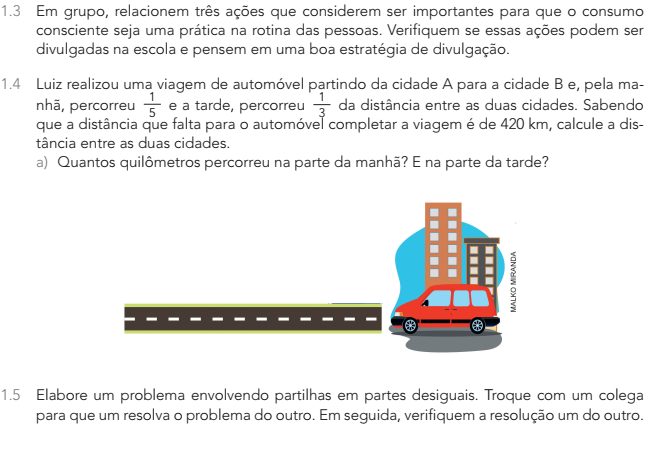 1.3 Em grupo, relacionem três ações que considerem ser importantes para que o consumo
consciente seja uma prática na rotina das pessoas. Verifiquem se essas ações podem ser
divulgadas na escola e pensem em uma boa estratégia de divulgação.
1.4 Luiz realizou uma viagem de automóvel partindo da cidade A para a cidade B e, pela ma-
nhã, percorreu 1/5 e a tarde, percorreu 1/3 da distância entre as duas cidades. Sabendo
que a distância que falta para o automóvel completar a viagem é de 420 km, calcule a dis-
tância entre as duas cidades.
a) Quantos quilômetros percorreu na parte da manhã? E na parte da tarde?
MALKO MIRANDA
1.5 Elabore um problema envolvendo partilhas em partes desiguais. Troque com um colega
para que um resolva o problema do outro. Em seguida, verifiquem a resolução um do outro.